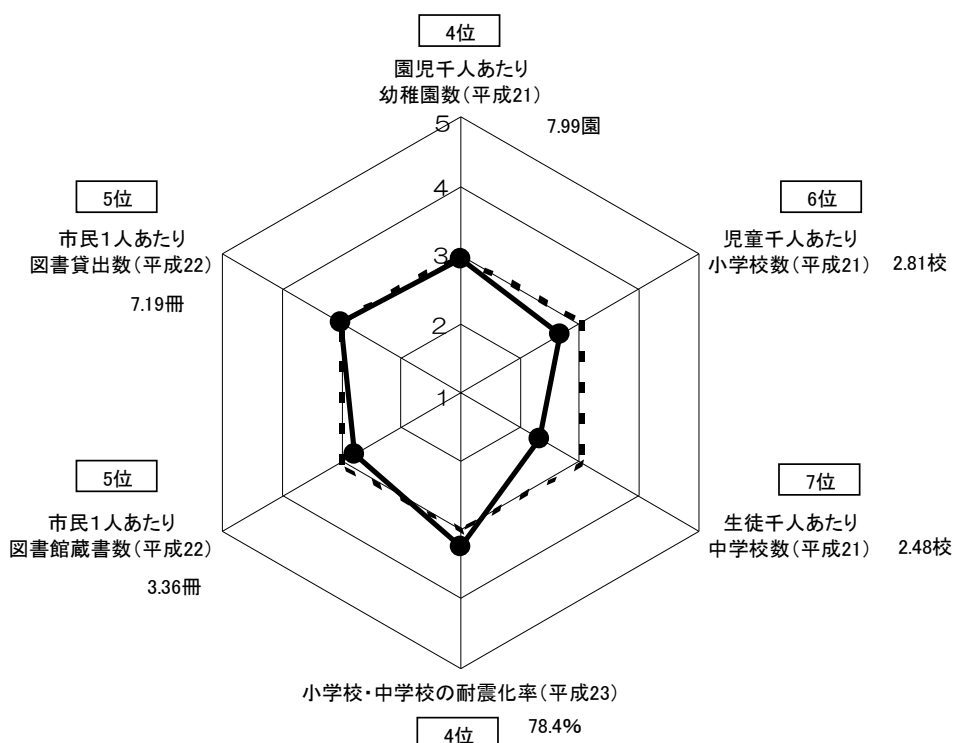 4位
園児千人あたり
幼稚園数(平成21)
7.99園
5
4
3
2
1
6位
児童千人あたり
小学校数(平成21)
2.81校
7位
生徒千人あたり
中学校数(平成21)
2.48校
小学校・中学校の耐震化率(平成23)
4位
78.4%
5位
市民1人あたり
図書館蔵書数(平成22)
3.36冊
5位
市民1人あたり
図書貸出数(平成22)
7.19冊